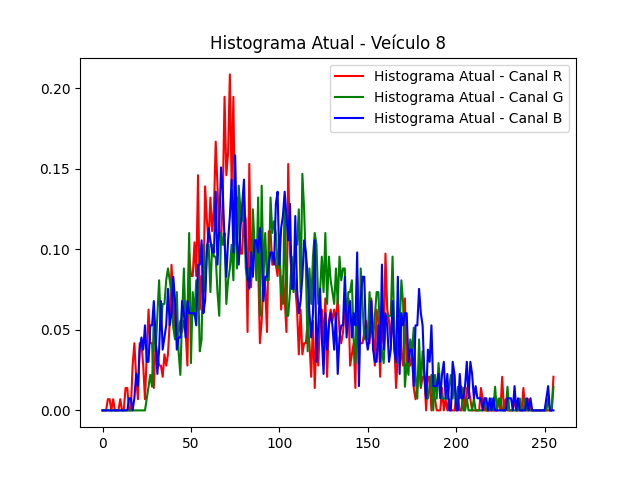 Histograma Atual - Veículo 8
Histograma Atual - Canal R
Histograma Atual - Canal G
Histograma Atual - Canal B
0.20
0.15
0.10
0.05
0.00
0 50 100 150 200 250